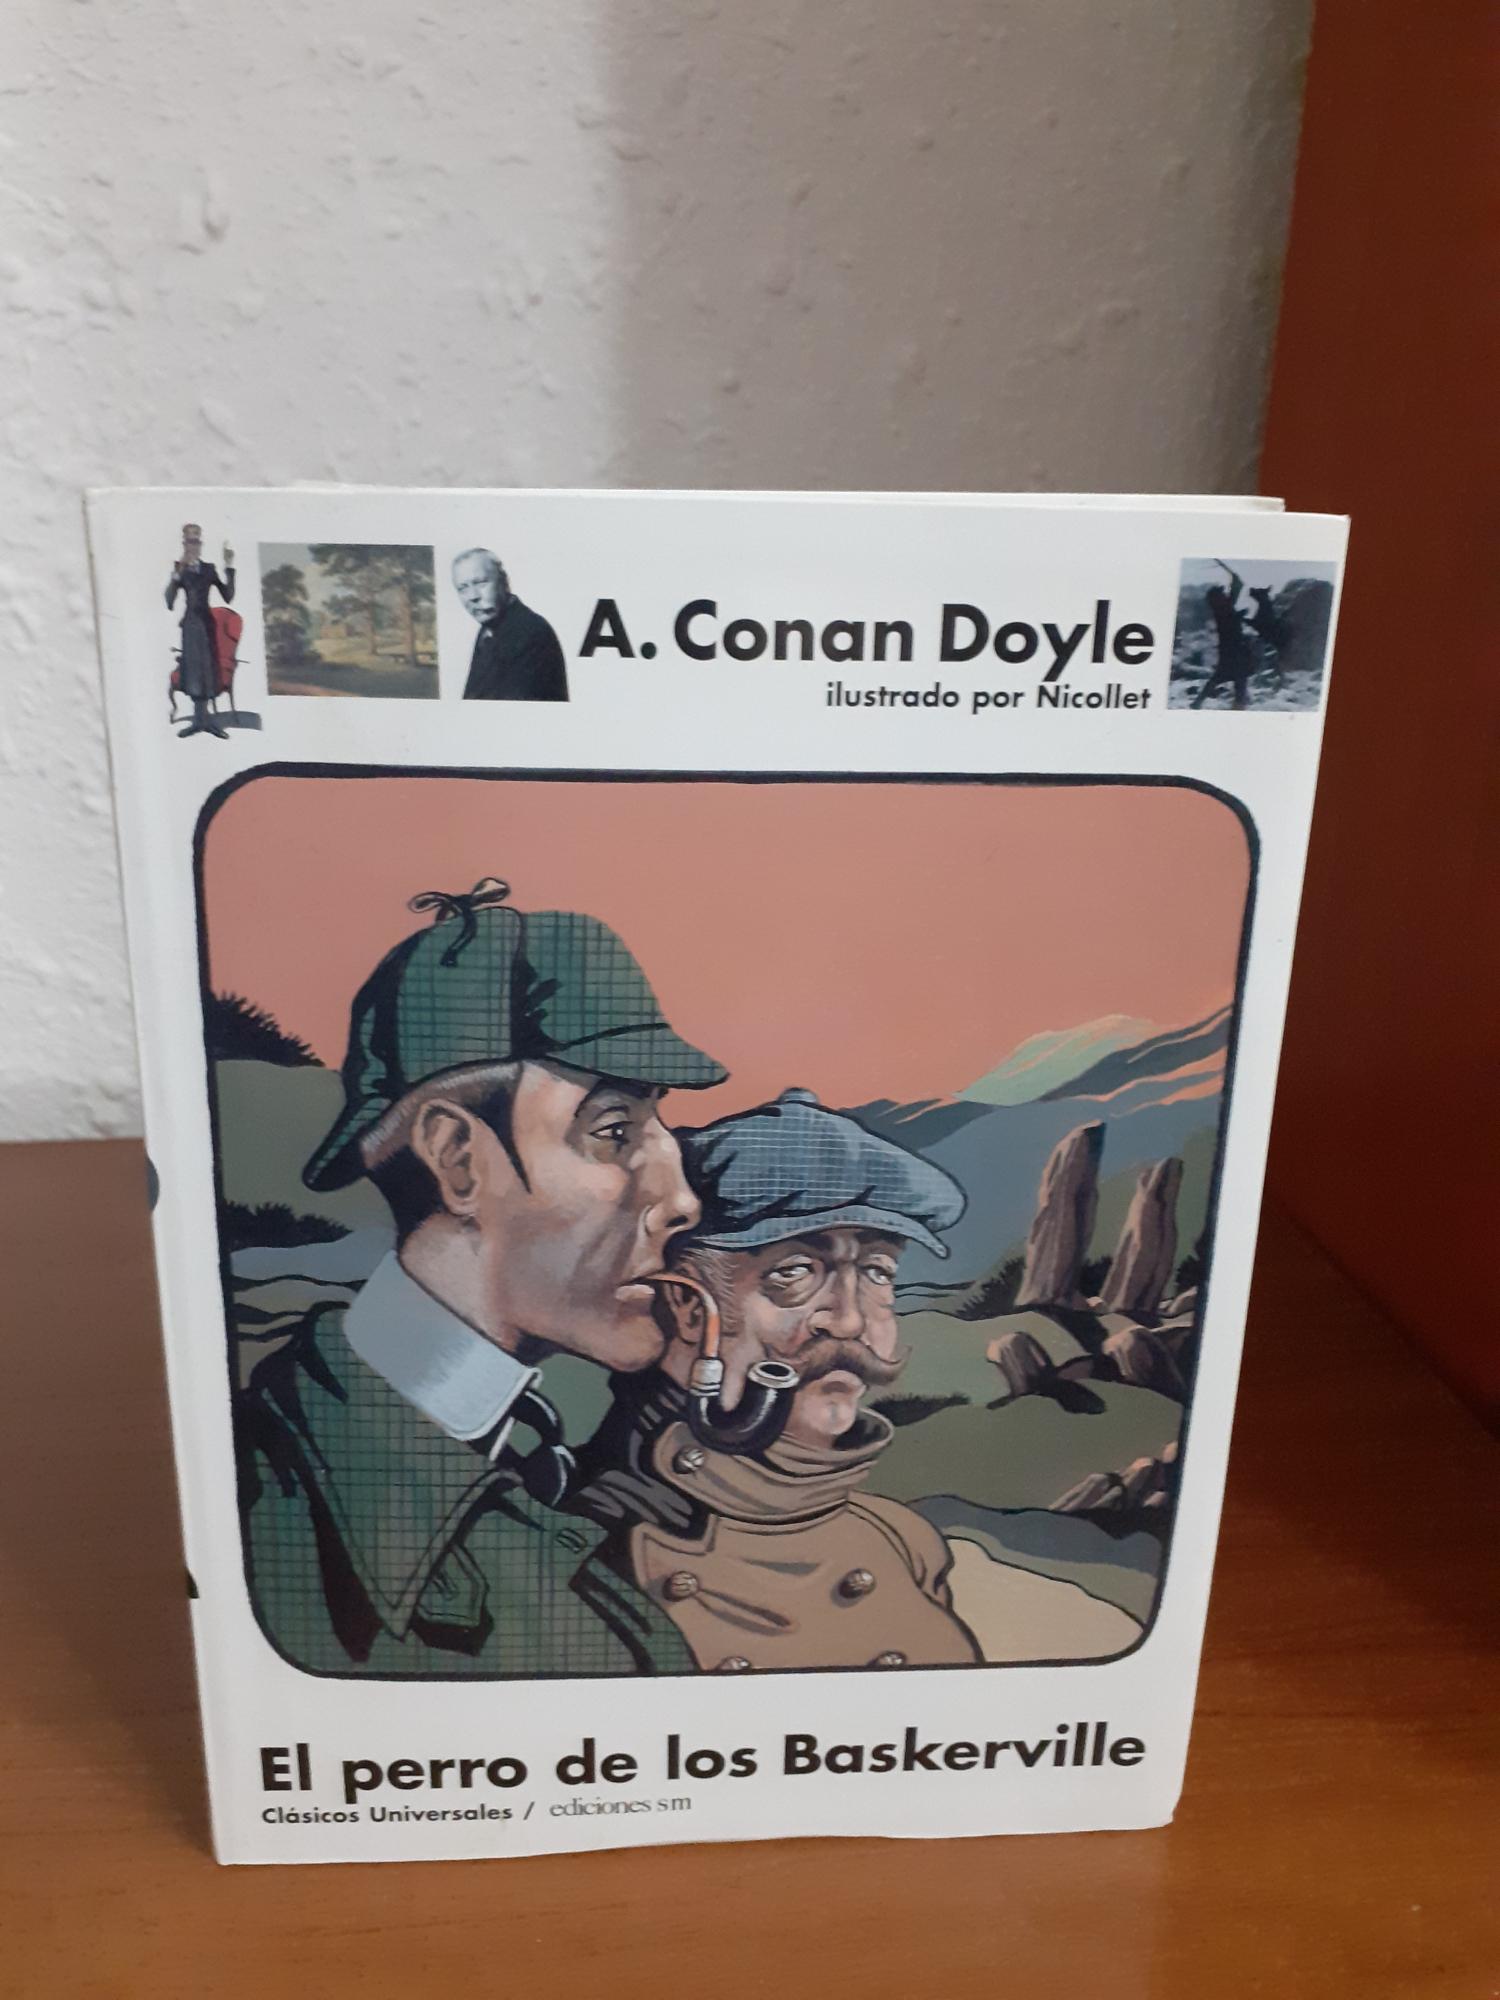 A. Conan Doyle
ilustrado por Nicollet
El perro de los Baskerville
Clásicos Universales / ediciones sm